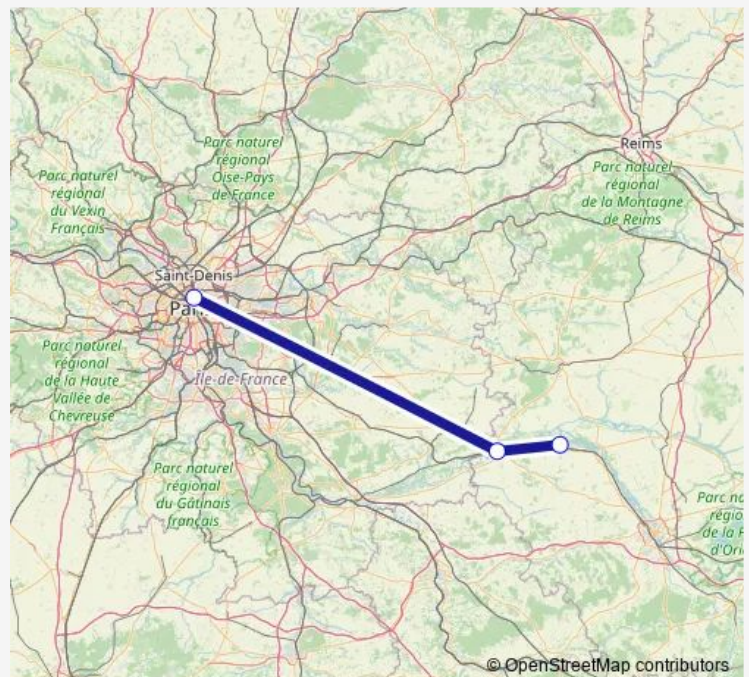 Reims
Parc naturel
régional
Oise-Pays
de France
Parc naturel
régional
du Vexin
Français
Parc naturel
régional
de la Montagne
de Reims
Saint-Denis
Île-de-France
Parc naturel
régional
de la Haute
Vallée de
Chevreuse
Parc naturel
régional
du Gâtinais
français
© OpenStreetMap contributors